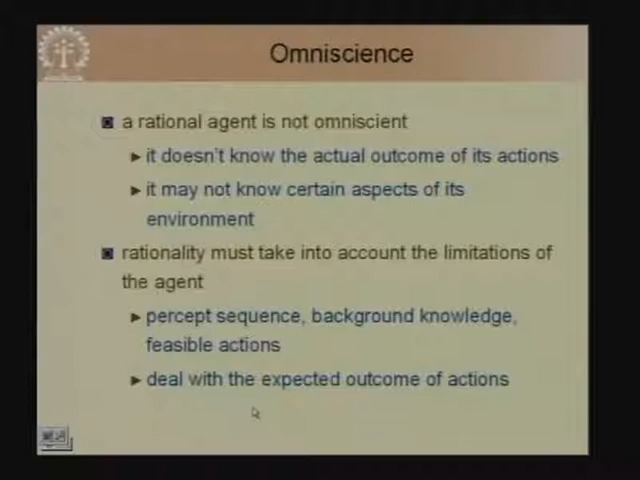 Omniscience
a rational agent is not omniscient
it doesn't know the actual outcome of its actions
it may not know certain aspects of its
environment
rationality must take into account the limitations of
the agent
percept sequence, background knowledge,
feasible actions
deal with the expected outcome of actions